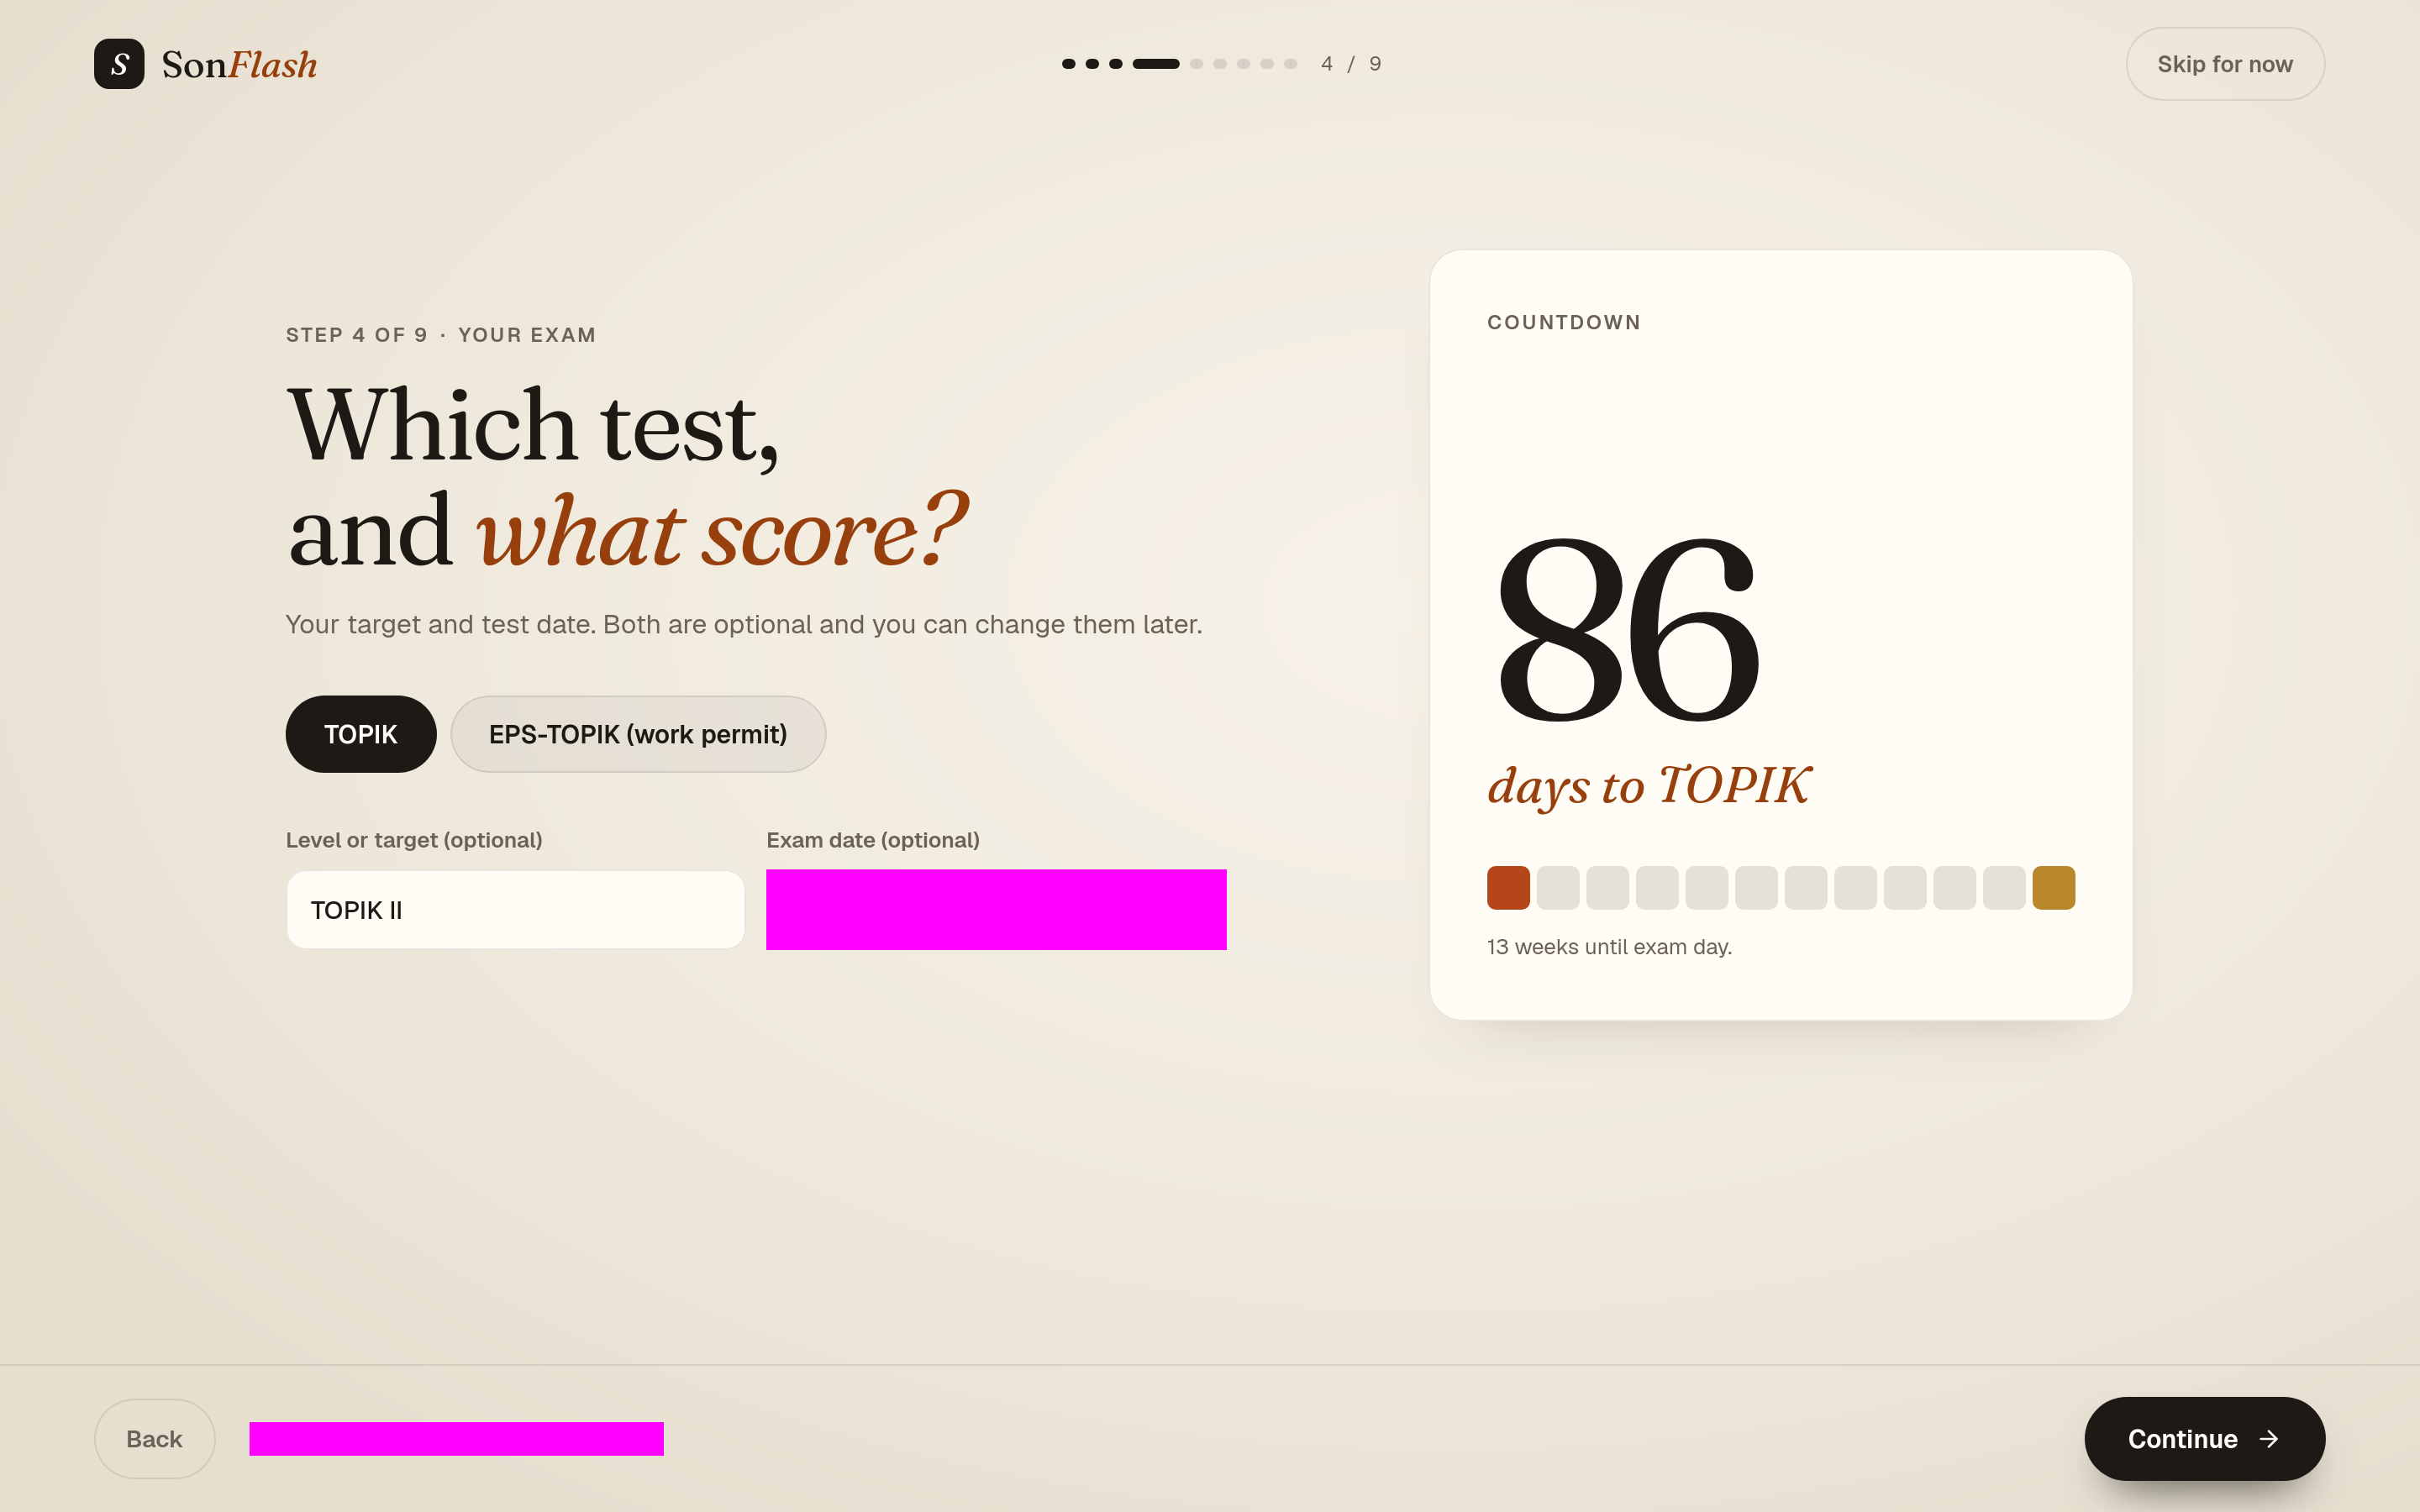 S SonFlash
4 / 9
Skip for now
STEP 4 OF 9 · YOUR EXAM
Which test,
and what score?
Your target and test date. Both are optional and you can change them later.
TOPIK
EPS-TOPIK (work permit)
Level or target (optional)
Exam date (optional)
TOPIK II
COUNTDOWN
86
days to TOPIK
13 weeks until exam day.
Back
Continue